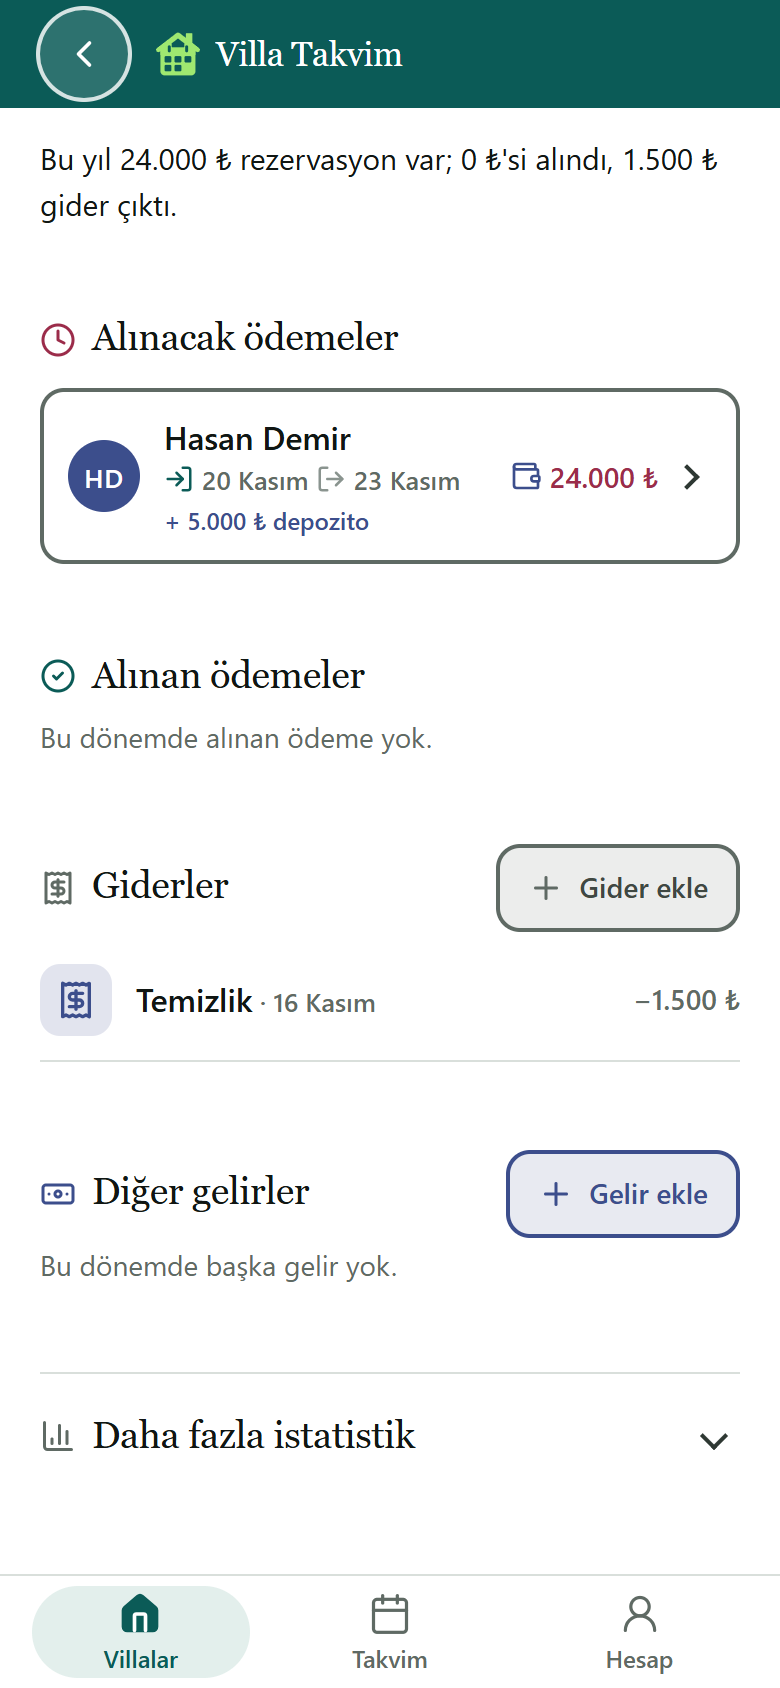 Villa Takvim
Bu yıl 24.000 ₺ rezervasyon var; 0 ₺'si alındı, 1.500 ₺
gider çıktı.
Alınacak ödemeler
HD
Hasan Demir
20 Kasım 23 Kasım
+ 5.000 ₺ depozito
24.000 ₺
Alınan ödemeler
Bu dönemde alınan ödeme yok.
Giderler
+ Gider ekle
Temizlik · 16 Kasım
−1.500 ₺
Diğer gelirler
+ Gelir ekle
Bu dönemde başka gelir yok.
Daha fazla istatistik
Villalar
Takvim
Hesap